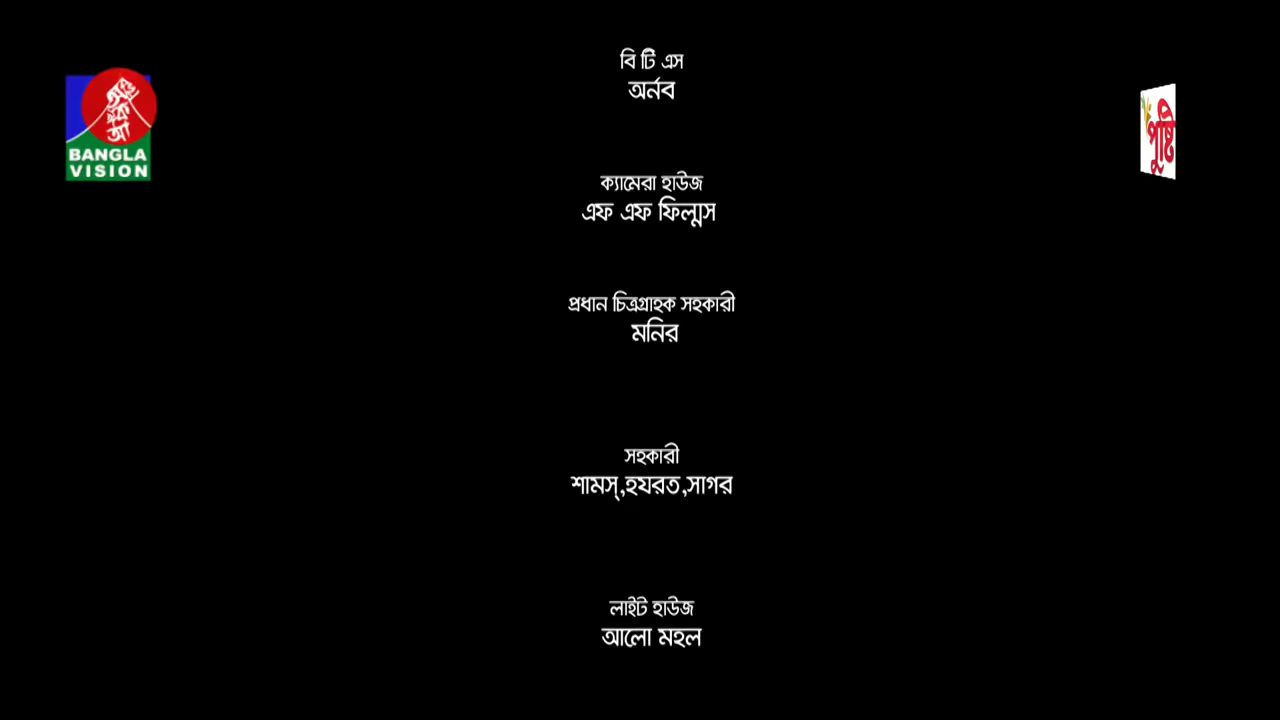 বি টি এস
অর্নব
BANGLA
VISION
পুষ্টি
ক্যামেরা হাউজ
এফ এফ ফিল্মস
প্রধান চিত্রগ্রাহক সহকারী
মনির
সহকারী
শামস্,হযরত,সাগর
লাইট হাউজ
আলো মহল